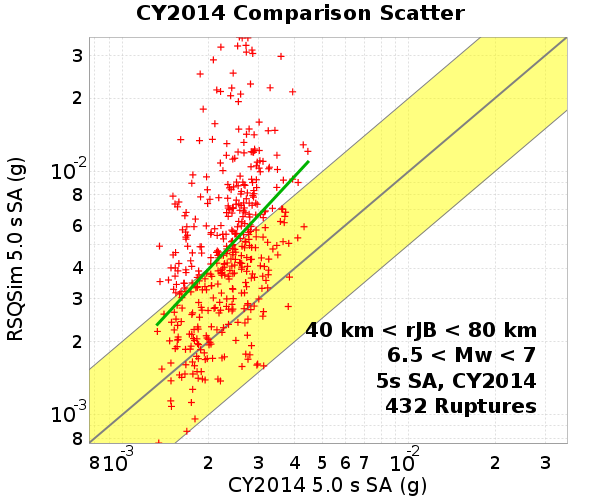 CY2014 Comparison Scatter
RSQSim 5.0 s SA (g)
3
2
10-2
8
6
4
3
2
10-3
8
40 km < rJB < 80 km
6.5 < Mw < 7
5s SA, CY2014
432 Ruptures
8 10-3 2 3 4 5 6 7 10-2 2 3
CY2014 5.0 s SA (g)